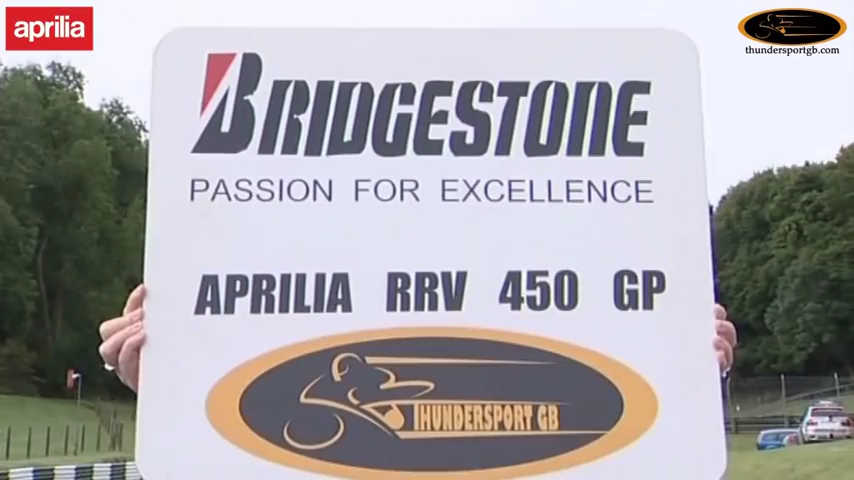 aprilia
thundersportgb.com
BRIDGESTONE
PASSION FOR EXCELLENCE
APRILIA RRV 450 GP
THUNDERSPORT GB